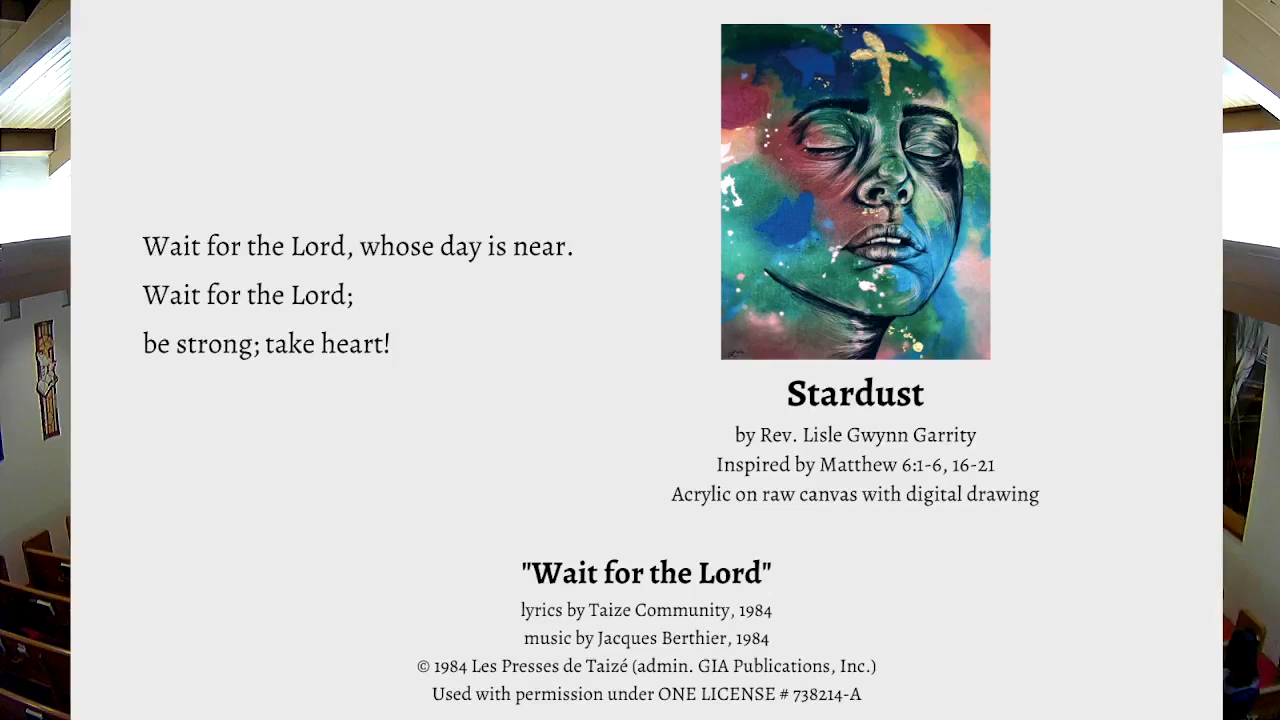 Wait for the Lord, whose day is near.
Wait for the Lord;
be strong; take heart!
Stardust
by Rev. Lisle Gwynn Garrity
Inspired by Matthew 6:1-6, 16-21
Acrylic on raw canvas with digital drawing
"Wait for the Lord"
lyrics by Taize Community, 1984
music by Jacques Berthier, 1984
© 1984 Les Presses de Taizé (admin. GIA Publications, Inc.)
Used with permission under ONE LICENSE # 738214-A